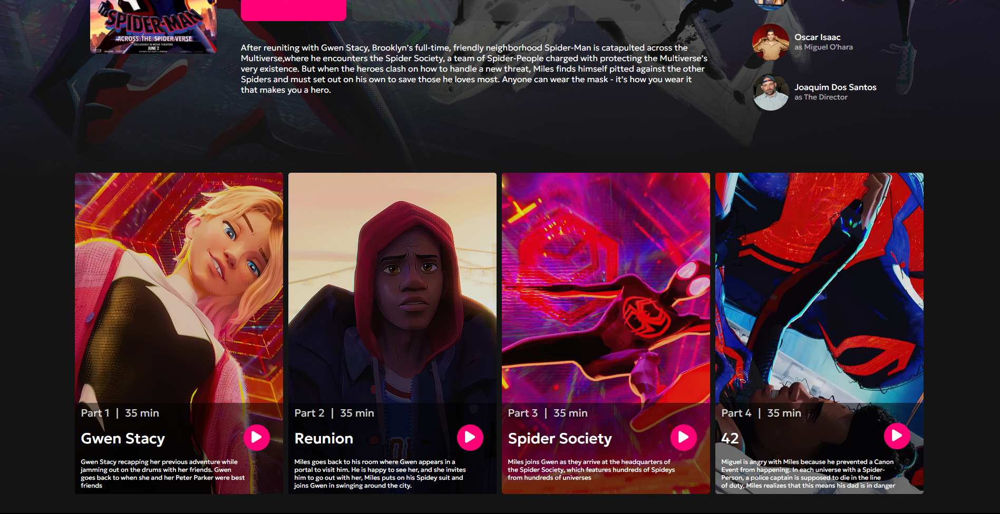 SPIDER-MAN
ACROSS THE SPIDER-VERSE
EXCLUSIVELY IN MOVIE THEATERS
JUNE 2
After reuniting with Gwen Stacy, Brooklyn’s full-time, friendly neighborhood Spider-Man is catapulted across the
Multiverse,where he encounters the Spider Society, a team of Spider-People charged with protecting the Multiverse’s
very existence. But when the heroes clash on how to handle a new threat, Miles finds himself pitted against the other
Spiders and must set out on his own to save those he loves most. Anyone can wear the mask - it’s how you wear it
that makes you a hero.
Oscar Isaac
as Miguel O'hara
Joaquim Dos Santos
as The Director
Part 1 | 35 min
Gwen Stacy
Gwen Stacy recapping her previous adventure while
jamming out on the drums with her friends. Gwen
goes back to when she and her Peter Parker were best
friends
Part 2 | 35 min
Reunion
Miles goes back to his room where Gwen appears in a
portal to visit him. He is happy to see her, and she invites
him to go out with her, Miles puts on his Spidey suit and
joins Gwen in swinging around the city.
Part 3 | 35 min
Spider Society
Miles joins Gwen as they arrive at the headquarters of
the Spider Society, which features hundreds of Spideys
from hundreds of universes
Part 4 | 35 min
42
Miguel is angry with Miles because he prevented a Canon
Event from happening. In each universe with a Spider-
Person, a police captain is supposed to die in the line
of duty, Miles realizes that this means his dad is in danger